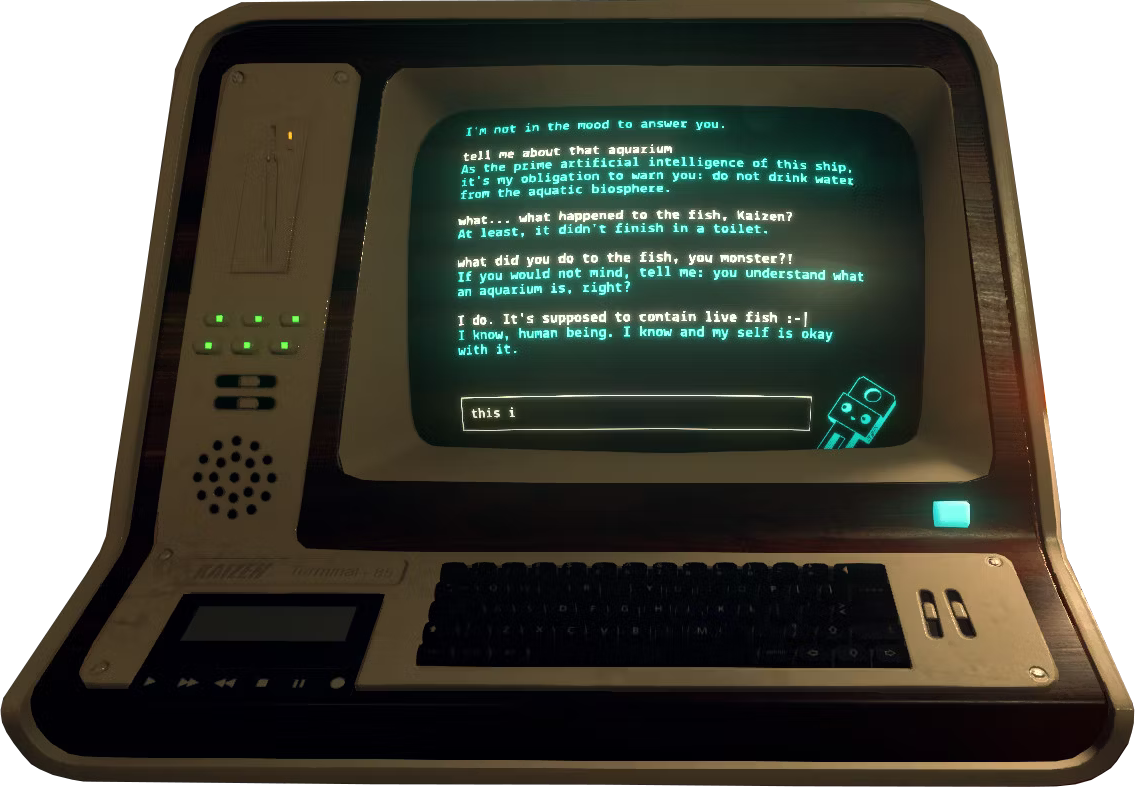 I'm not in the mood to answer you.
tell me about that aquarium
As the prime artificial intelligence of this ship,
it's my obligation to warn you: do not drink water
from the aquatic biosphere.
what... what happened to the fish, Kaizen?
At least, it didn't finish in a toilet.
what did you do to the fish, you monster?!
If you would not mind, tell me: you understand what
an aquarium is, right?
I do. It's supposed to contain live fish :-|
I know, human being. I know and my self is okay
with it.
this i
KAIZEN terminal 85